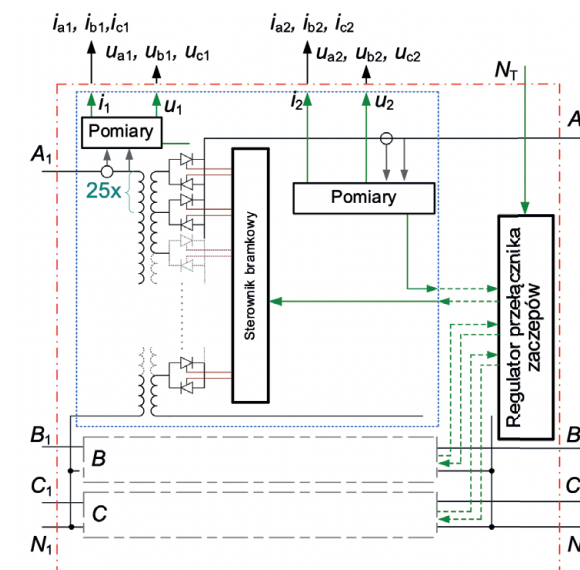 ia1, ib1,ic1
ia2, ib2, ic2
ua1, ub1, uc1
ua2, ub2, uc2
NT
i1
u1
i2
u2
Pomiary
A
A1
25x
Pomiary
Sterownik bramkowy
Regulator przełącznika
zaczepów
B1
B
B
C1
C
C
N1
N